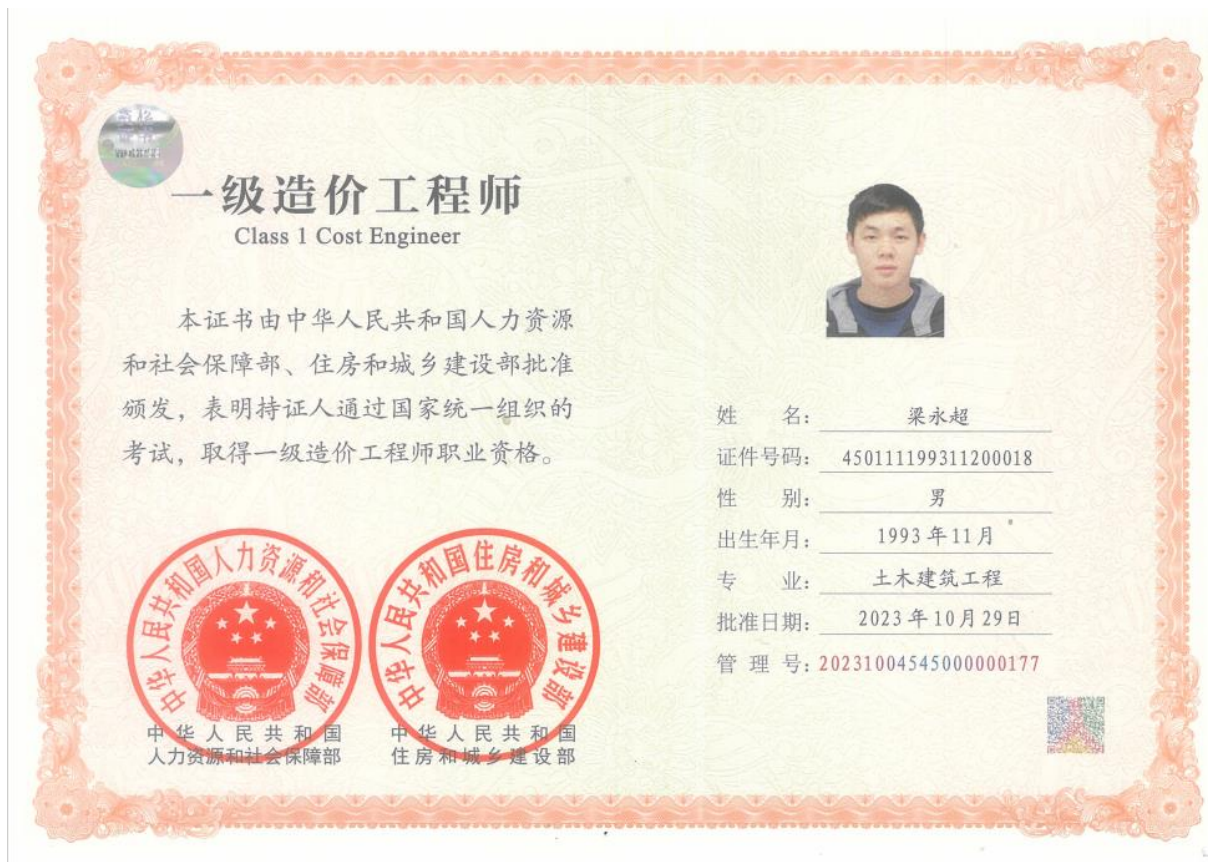 一级造价工程师
Class 1 Cost Engineer
本证书由中华人民共和国人力资源
和社会保障部、住房和城乡建设部批准
颁发，表明持证人通过国家统一组织的
考试，取得一级造价工程师职业资格。
中华人民共和国人力资源和社会保障部
中华人民共和国
人力资源和社会保障部
中华人民共和国住房和城乡建设部
中华人民共和国
住房和城乡建设部
姓 名：梁永超
证件号码：450111199311200018
性 别：男
出生年月：1993年11月
专 业：土木建筑工程
批准日期：2023年10月29日
管 理 号：20231004545000000177